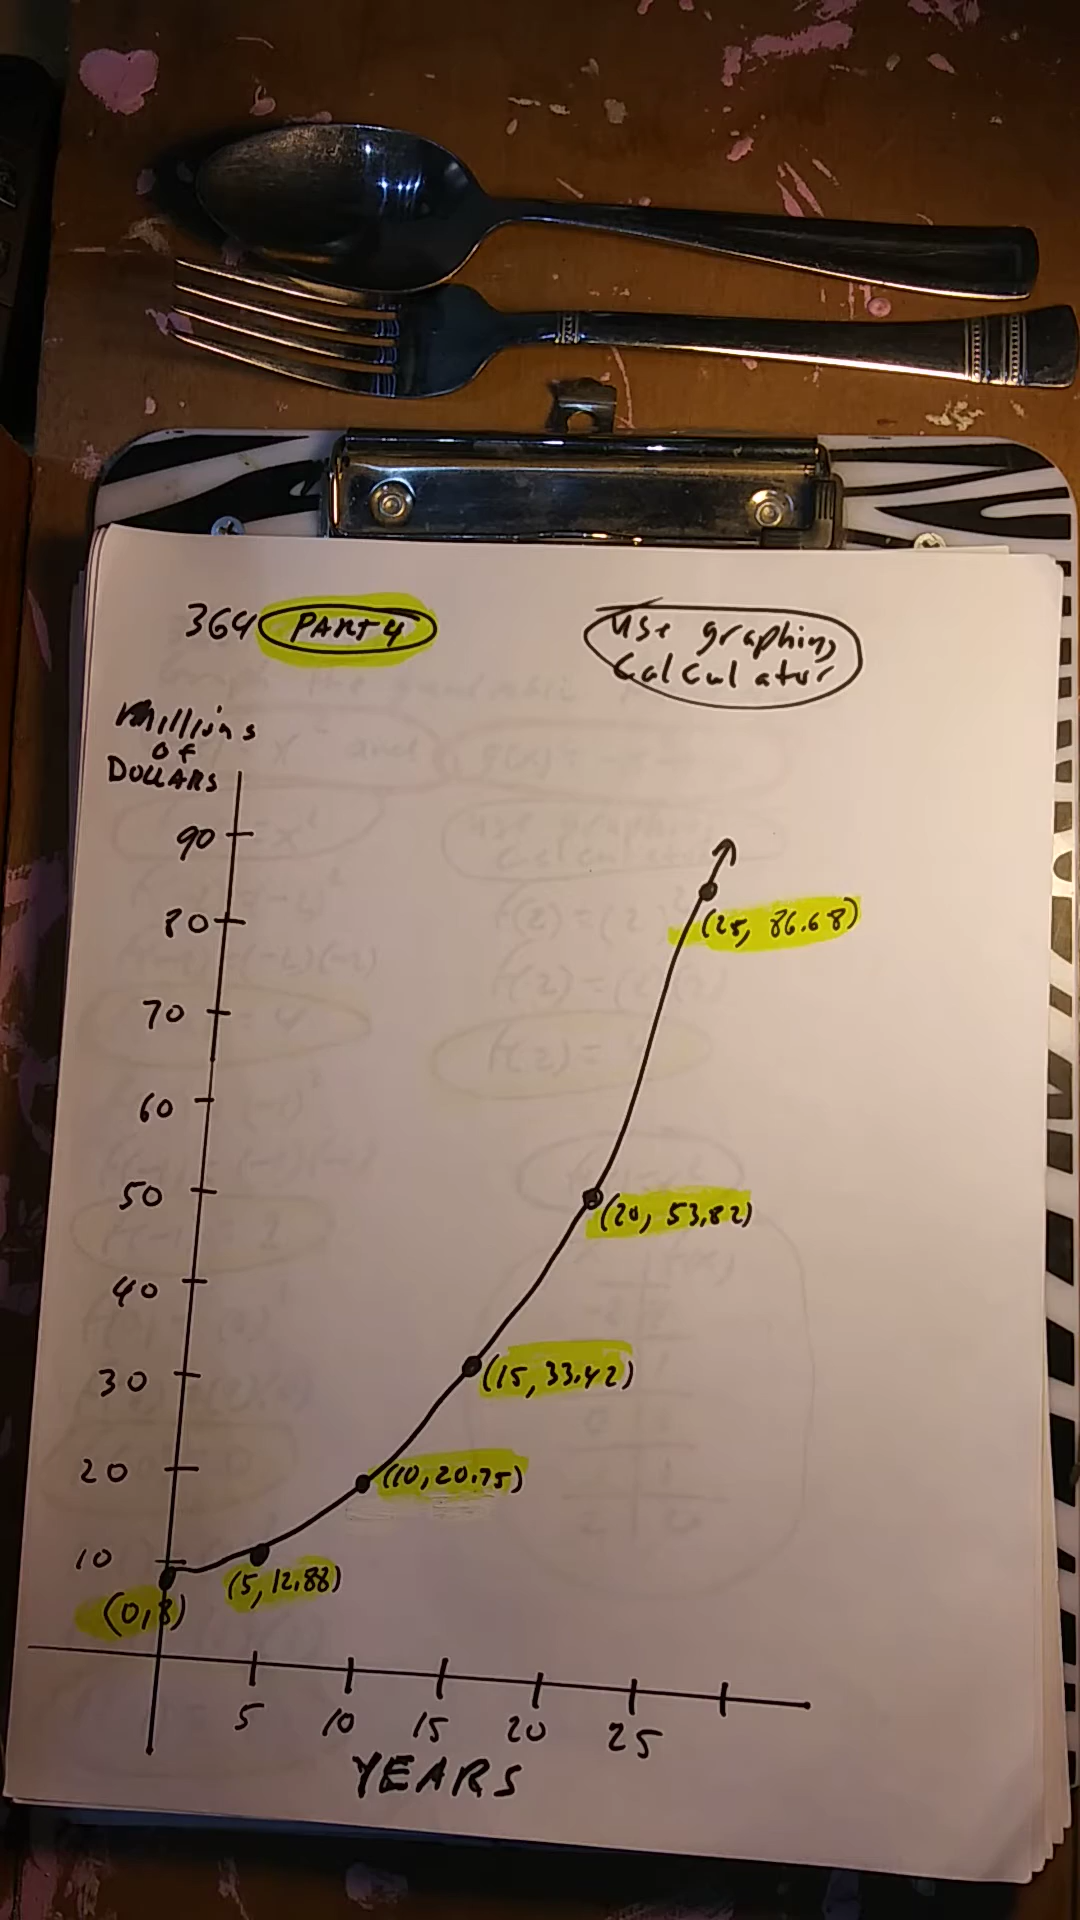 364 PART 4
use graphing
calculator
Millions
of
DOLLARS
90
80
(25, 86.68)
70
60
50
(20, 53.82)
40
30
(15, 33.42)
20
(10, 20.75)
10
(5, 12.88)
(0, 8)
5 10 15 20 25
YEARS